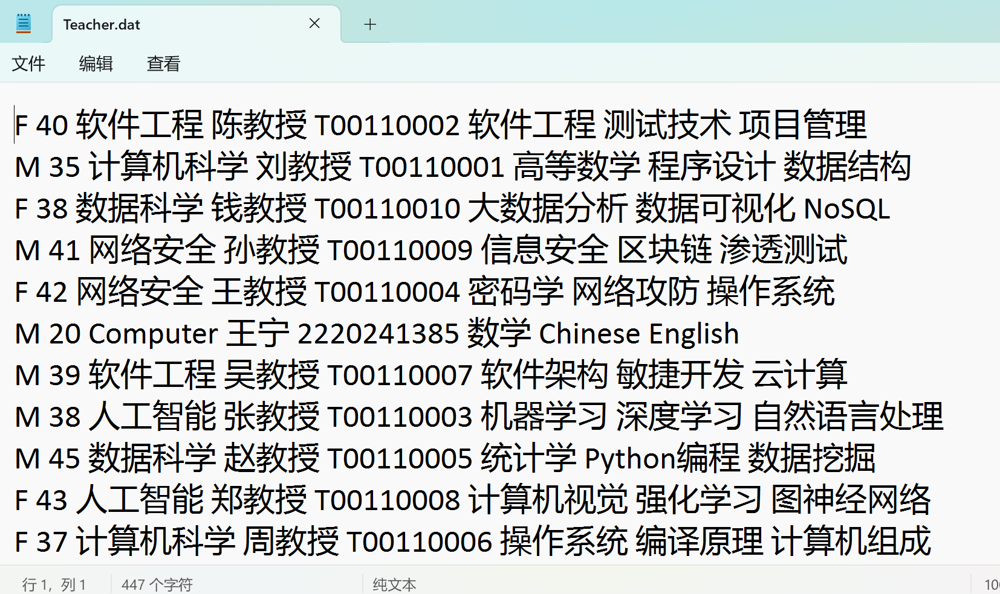 Teacher.dat
文件 编辑 查看
F 40 软件工程 陈教授 T00110002 软件工程 测试技术 项目管理
M 35 计算机科学 刘教授 T00110001 高等数学 程序设计 数据结构
F 38 数据科学 钱教授 T00110010 大数据分析 数据可视化 NoSQL
M 41 网络安全 孙教授 T00110009 信息安全 区块链 渗透测试
F 42 网络安全 王教授 T00110004 密码学 网络攻防 操作系统
M 20 Computer 王宁 2220241385 数学 Chinese English
M 39 软件工程 吴教授 T00110007 软件架构 敏捷开发 云计算
M 38 人工智能 张教授 T00110003 机器学习 深度学习 自然语言处理
M 45 数据科学 赵教授 T00110005 统计学 Python编程 数据挖掘
F 43 人工智能 郑教授 T00110008 计算机视觉 强化学习 图神经网络
F 37 计算机科学 周教授 T00110006 操作系统 编译原理 计算机组成
行 1，列 1 447 个字符 纯文本